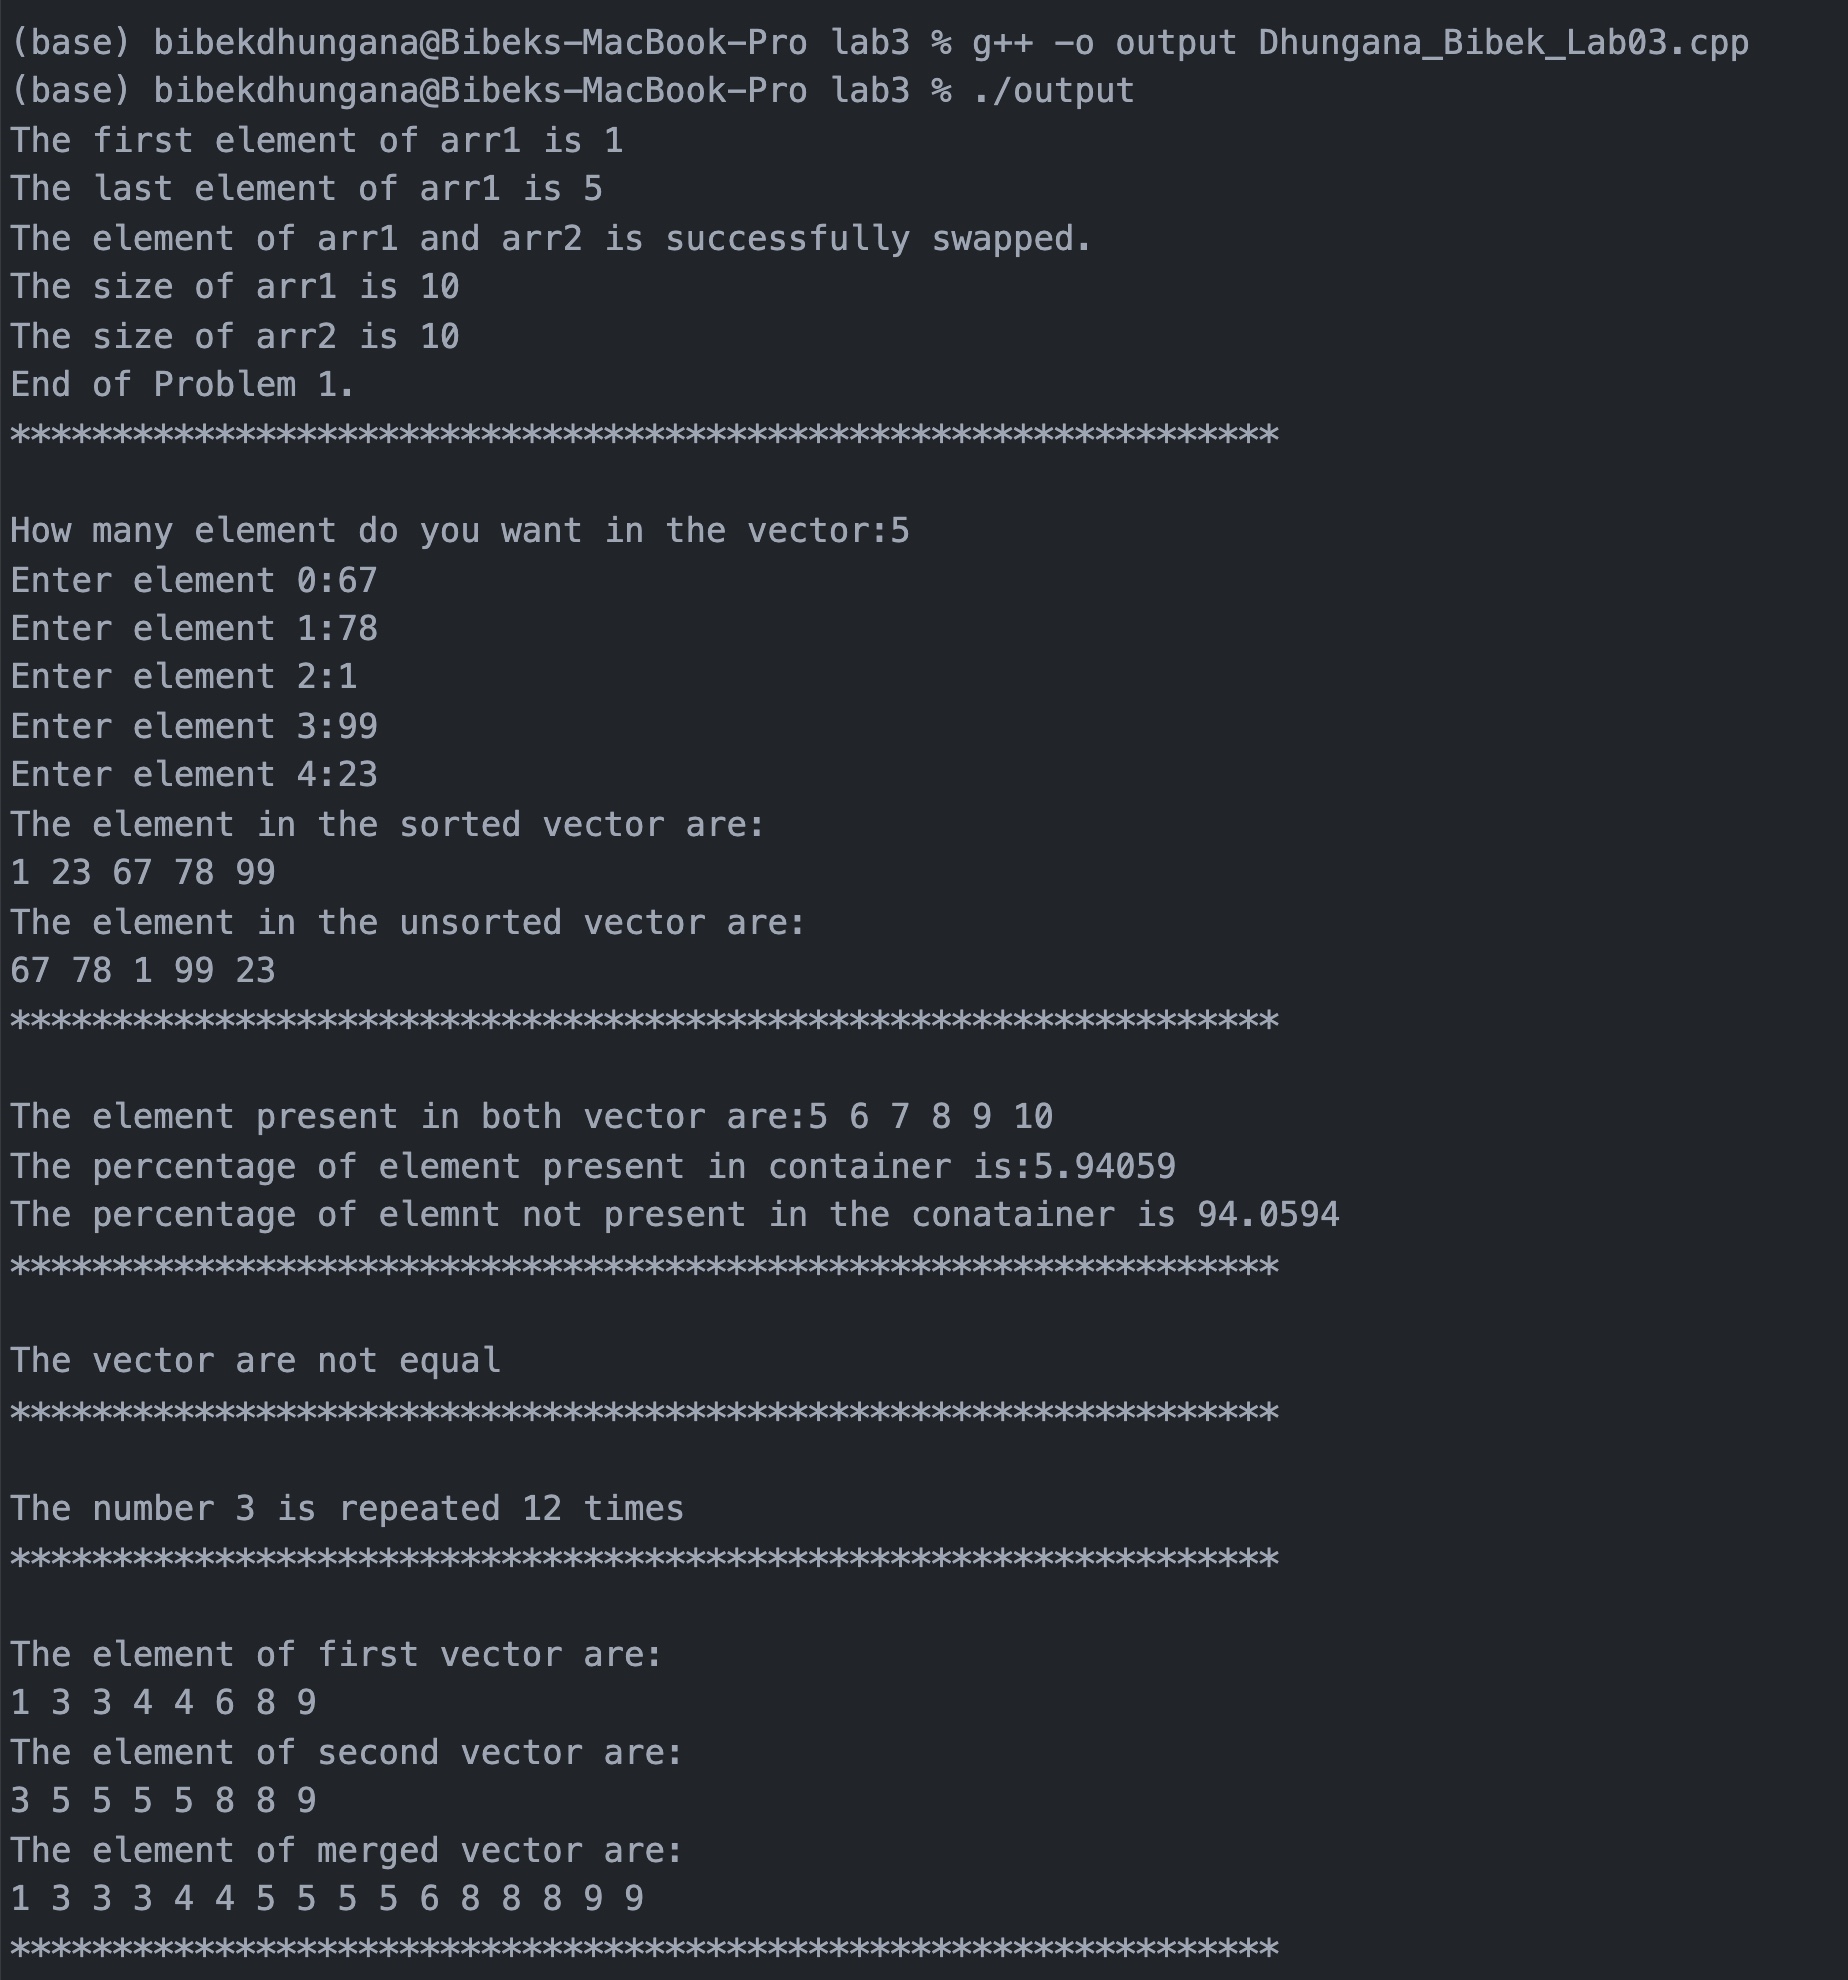 (base) bibekdhungana@Bibeks-MacBook-Pro lab3 % g++ -o output Dhungana_Bibek_Lab03.cpp
(base) bibekdhungana@Bibeks-MacBook-Pro lab3 % ./output
The first element of arr1 is 1
The last element of arr1 is 5
The element of arr1 and arr2 is successfully swapped.
The size of arr1 is 10
The size of arr2 is 10
End of Problem 1.
**************************************************************
How many element do you want in the vector:5
Enter element 0:67
Enter element 1:78
Enter element 2:1
Enter element 3:99
Enter element 4:23
The element in the sorted vector are:
1 23 67 78 99
The element in the unsorted vector are:
67 78 1 99 23
**************************************************************
The element present in both vector are:5 6 7 8 9 10
The percentage of element present in container is:5.94059
The percentage of elemnt not present in the conatainer is 94.0594
**************************************************************
The vector are not equal
**************************************************************
The number 3 is repeated 12 times
**************************************************************
The element of first vector are:
1 3 3 4 4 6 8 9
The element of second vector are:
3 5 5 5 5 8 8 9
The element of merged vector are:
1 3 3 3 4 4 5 5 5 5 6 8 8 8 9 9
**************************************************************